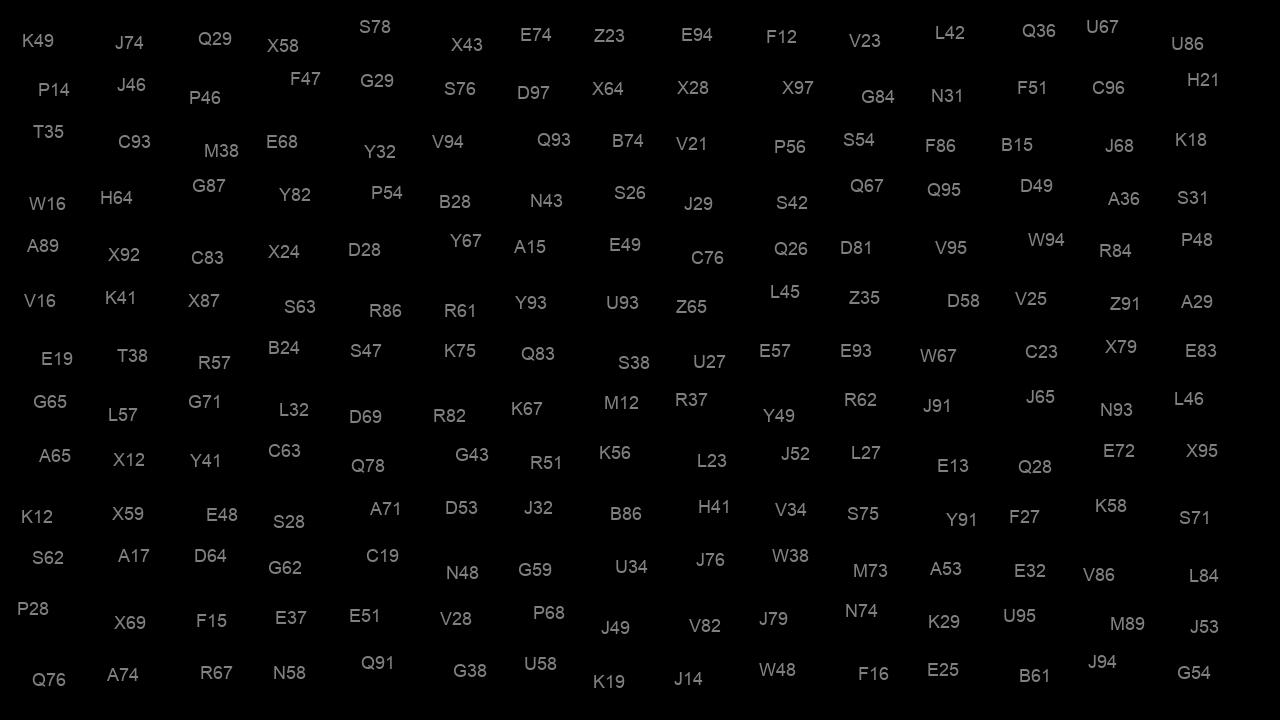 K49 J74 Q29 X58 S78 X43 E74 Z23 E94 F12 V23 L42 Q36 U67 U86
P14 J46 P46 F47 G29 S76 D97 X64 X28 X97 G84 N31 F51 C96 H21
T35 C93 M38 E68 Y32 V94 Q93 B74 V21 P56 S54 F86 B15 J68 K18
W16 H64 G87 Y82 P54 B28 N43 S26 J29 S42 Q67 Q95 D49 A36 S31
A89 X92 C83 X24 D28 Y67 A15 E49 C76 Q26 D81 V95 W94 R84 P48
V16 K41 X87 S63 R86 R61 Y93 U93 Z65 L45 Z35 D58 V25 Z91 A29
E19 T38 R57 B24 S47 K75 Q83 S38 U27 E57 E93 W67 C23 X79 E83
G65 L57 G71 L32 D69 R82 K67 M12 R37 Y49 R62 J91 J65 N93 L46
A65 X12 Y41 C63 Q78 G43 R51 K56 L23 J52 L27 E13 Q28 E72 X95
K12 X59 E48 S28 A71 D53 J32 B86 H41 V34 S75 Y91 F27 K58 S71
S62 A17 D64 G62 C19 N48 G59 U34 J76 W38 M73 A53 E32 V86 L84
P28 X69 F15 E37 E51 V28 P68 J49 V82 J79 N74 K29 U95 M89 J53
Q76 A74 R67 N58 Q91 G38 U58 K19 J14 W48 F16 E25 B61 J94 G54